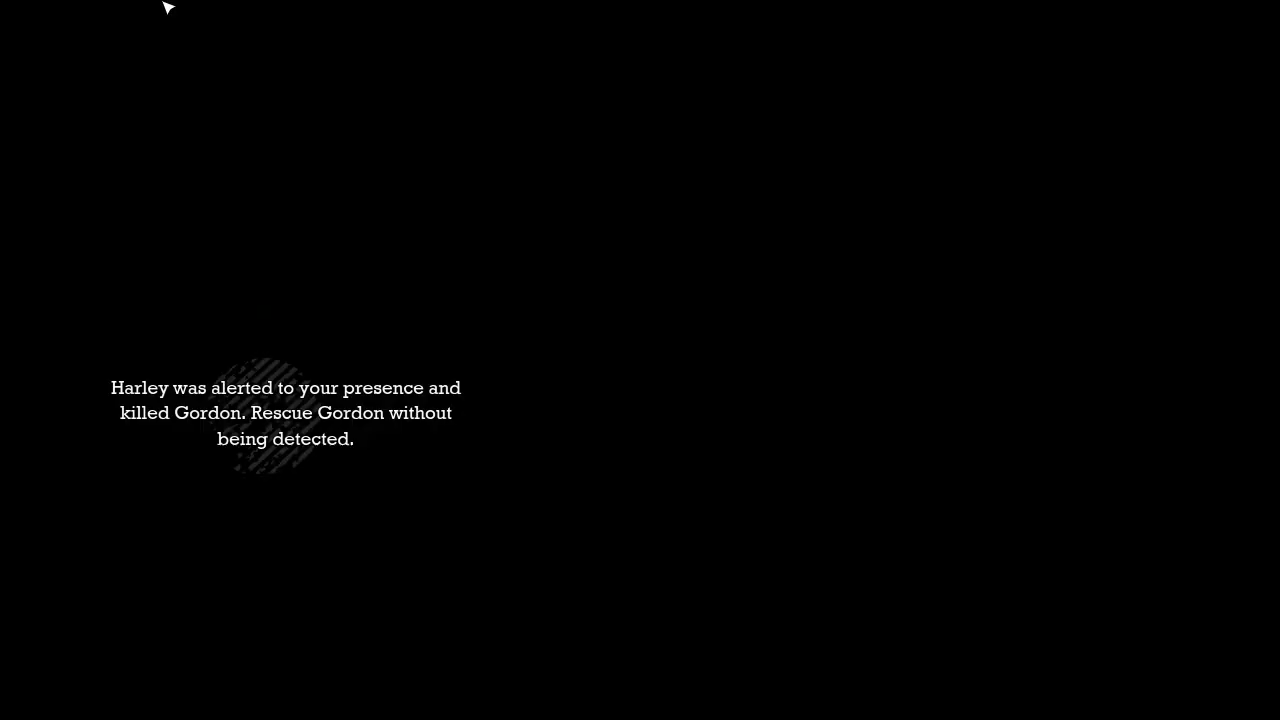 Harley was alerted to your presence and
killed Gordon. Rescue Gordon without
being detected.